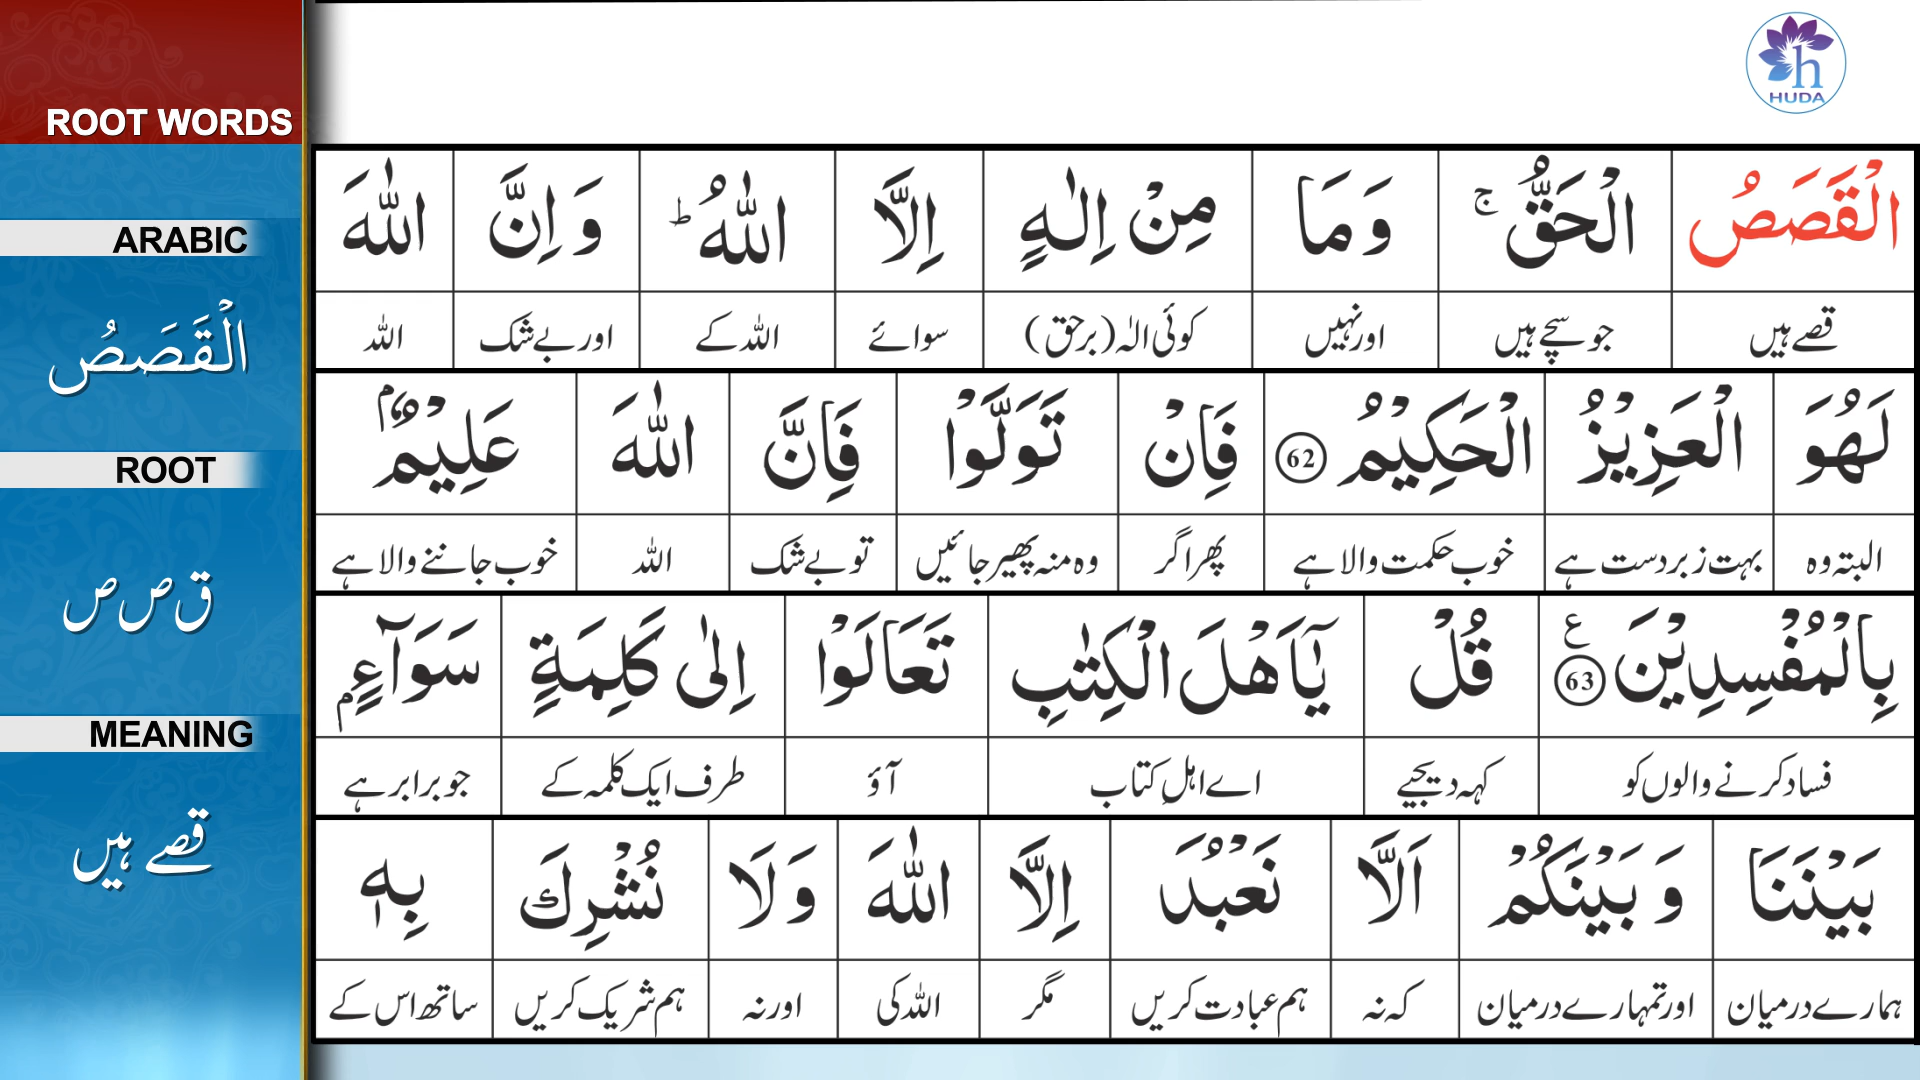 ROOT WORDS
ARABIC
الْقَصَصُ
ROOT
ق ص ص
MEANING
قصے ہیں
h
HUDA
الْقَصَصُ الْحَقُّ ۚ وَمَا مِنْ اِلٰهٍ اِلَّا اللّٰهُ ؕ وَ اِنَّ اللّٰهَ
قصے ہیں جو سچے ہیں اور نہیں کوئی الٰہ (برحق) سوائے اللہ کے اور بے شک اللہ
لَهُوَ الْعَزِيْزُ الْحَكِيْمُ 62 فَاِنْ تَوَلَّوْا فَاِنَّ اللّٰهَ عَلِيْمٌۢ
البتہ وہ بہت زبردست ہے خوب حکمت والا ہے پھر اگر وہ منہ پھیر جائیں تو بے شک اللہ خوب جاننے والا ہے
بِالْمُفْسِدِيْنَ 63 ع قُلْ يٰۤاَهْلَ الْكِتٰبِ تَعَالَوْا اِلٰى كَلِمَةٍ سَوَآءٍۭ
فساد کرنے والوں کو کہہ دیجیے اے اہلِ کتاب آؤ طرف ایک کلمہ کے جو برابر ہے
بَيْنَنَا وَ بَيْنَكُمْ اَلَّا نَعْبُدَ اِلَّا اللّٰهَ وَلَا نُشْرِكَ بِهٖ
ہمارے درمیان اور تمہارے درمیان کہ نہ ہم عبادت کریں مگر اللہ کی اور نہ ہم شریک کریں ساتھ اس کے